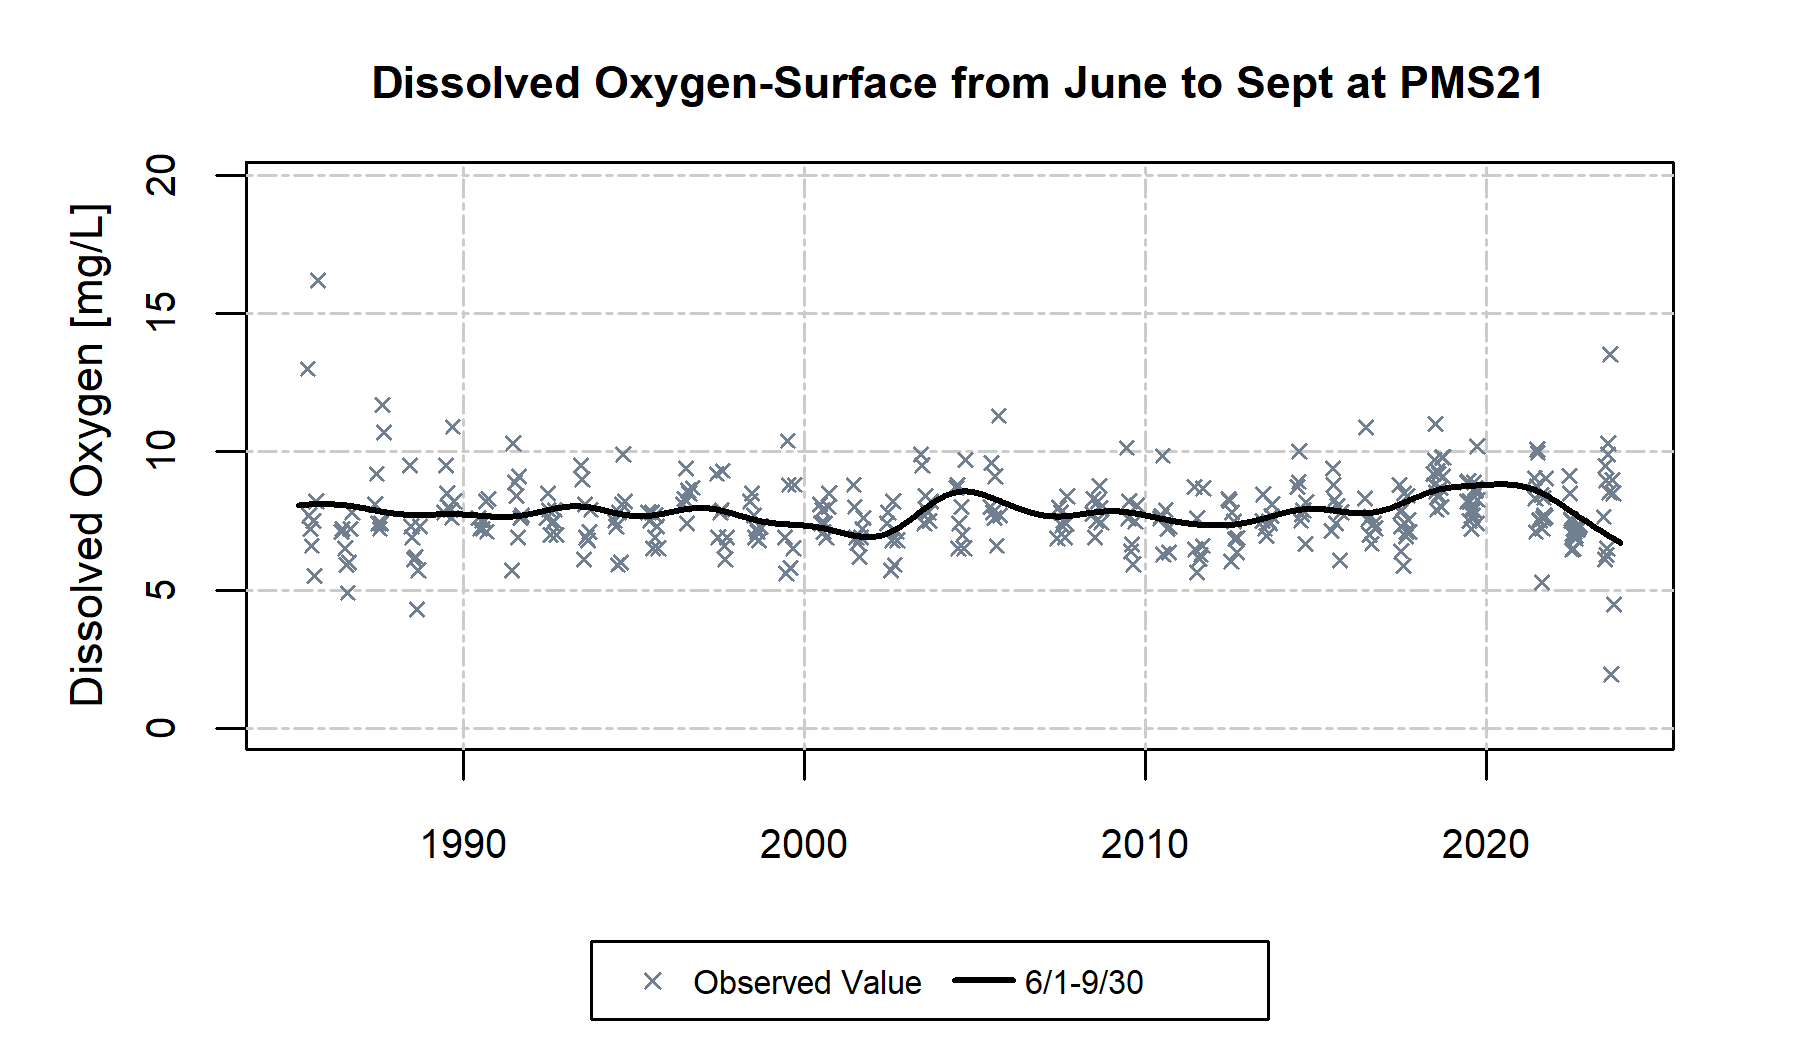 Dissolved Oxygen-Surface from June to Sept at PMS21
Dissolved Oxygen [mg/L]
20
15
10
5
0
1990 2000 2010 2020
Observed Value 6/1-9/30